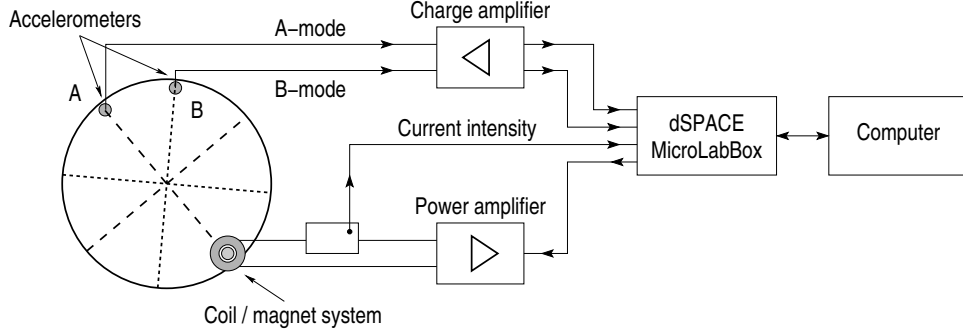 Accelerometers
Charge amplifier
A–mode
A
B
B–mode
Current intensity
dSPACE
MicroLabBox
Computer
Power amplifier
Coil / magnet system